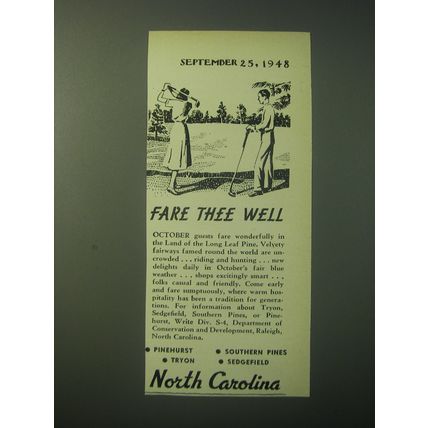 SEPTEMBER 25, 1948
FARE THEE WELL
OCTOBER guests fare wonderfully in
the Land of the Long Leaf Pine. Velvety
fairways famed round the world are un-
crowded . . . riding and hunting . . . new
delights daily in October's fair blue
weather . . . shops excitingly smart . . .
folks casual and friendly. Come early
and fare sumptuously, where warm hos-
pitality has been a tradition for genera-
tions. For information about Tryon,
Sedgefield, Southern Pines, or Pine-
hurst, Write Div. S-4, Department of
Conservation and Development, Raleigh,
North Carolina.
• PINEHURST • SOUTHERN PINES
• TRYON • SEDGEFIELD
North Carolina